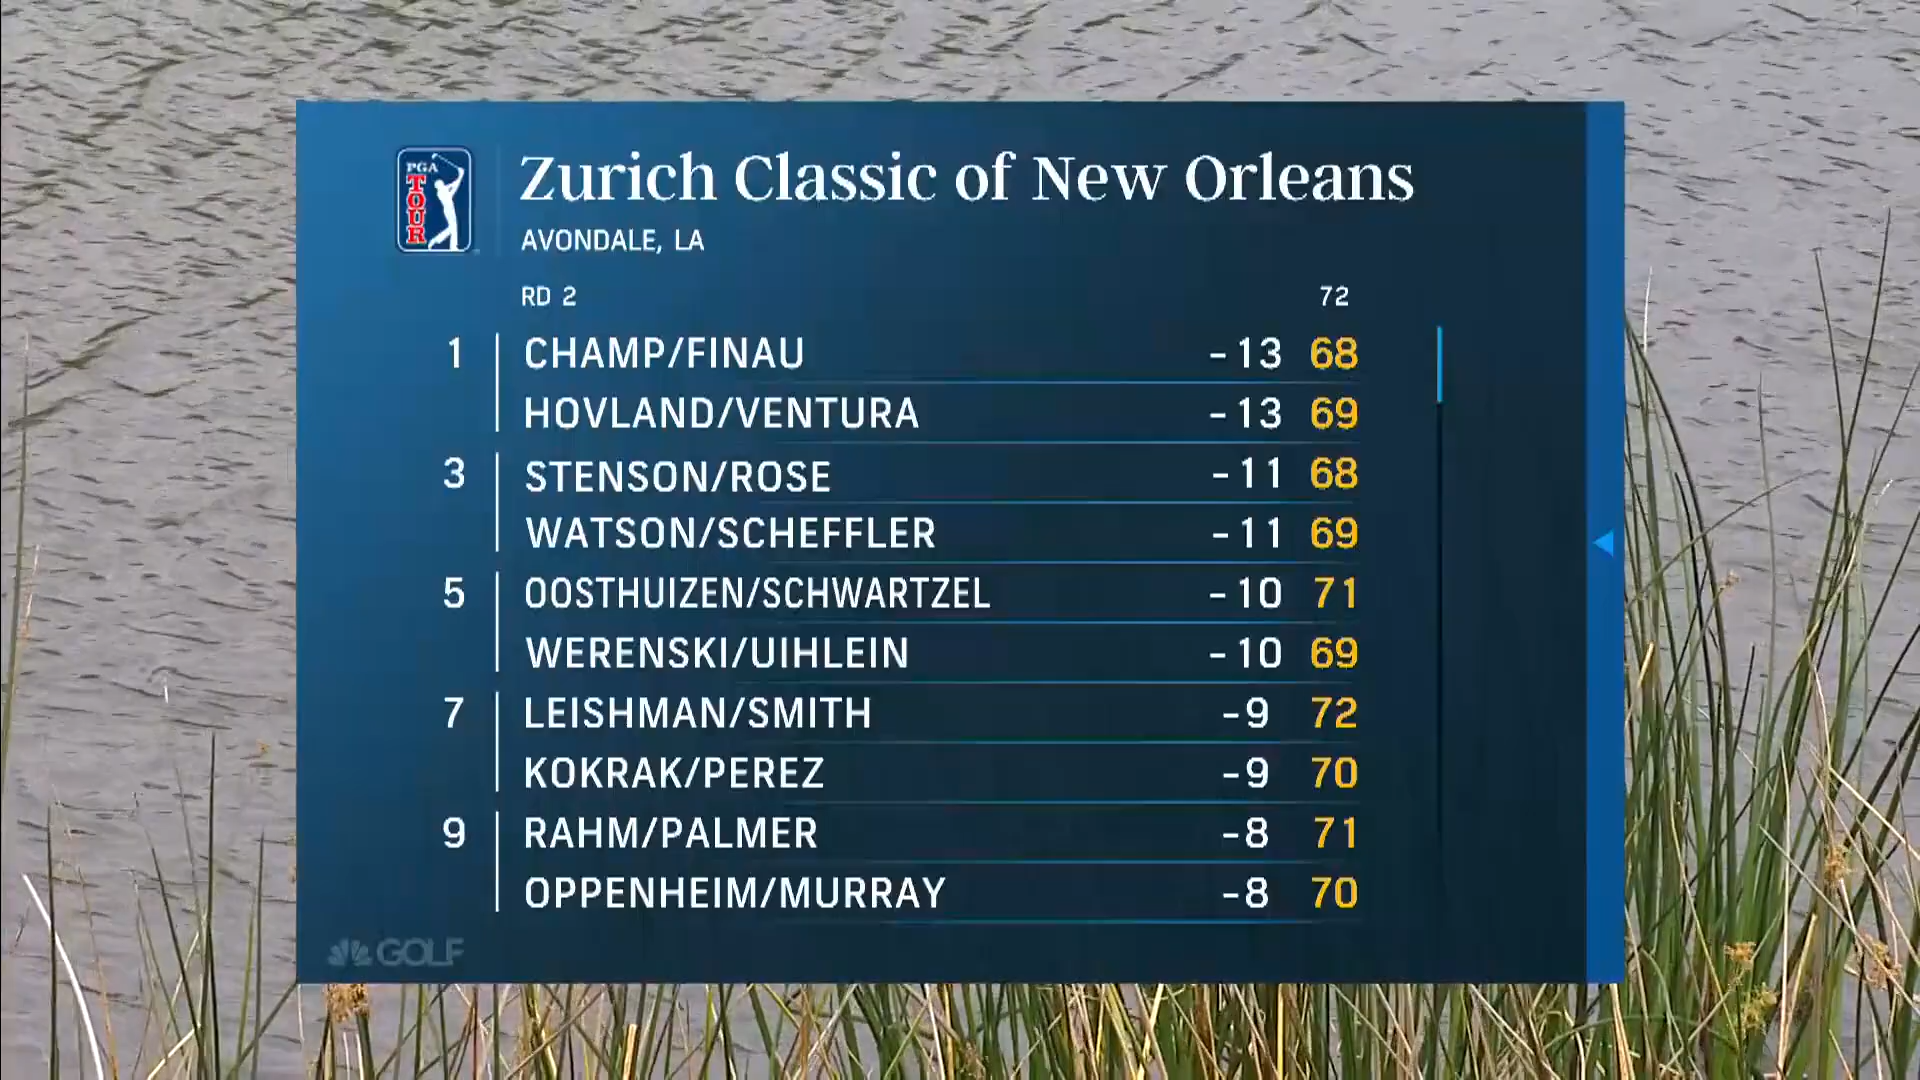 PGA TOUR
Zurich Classic of New Orleans
AVONDALE, LA
RD 2 72
1 CHAMP/FINAU -13 68
HOVLAND/VENTURA -13 69
3 STENSON/ROSE -11 68
WATSON/SCHEFFLER -11 69
5 OOSTHUIZEN/SCHWARTZEL -10 71
WERENSKI/UIHLEIN -10 69
7 LEISHMAN/SMITH -9 72
KOKRAK/PEREZ -9 70
9 RAHM/PALMER -8 71
OPPENHEIM/MURRAY -8 70
GOLF